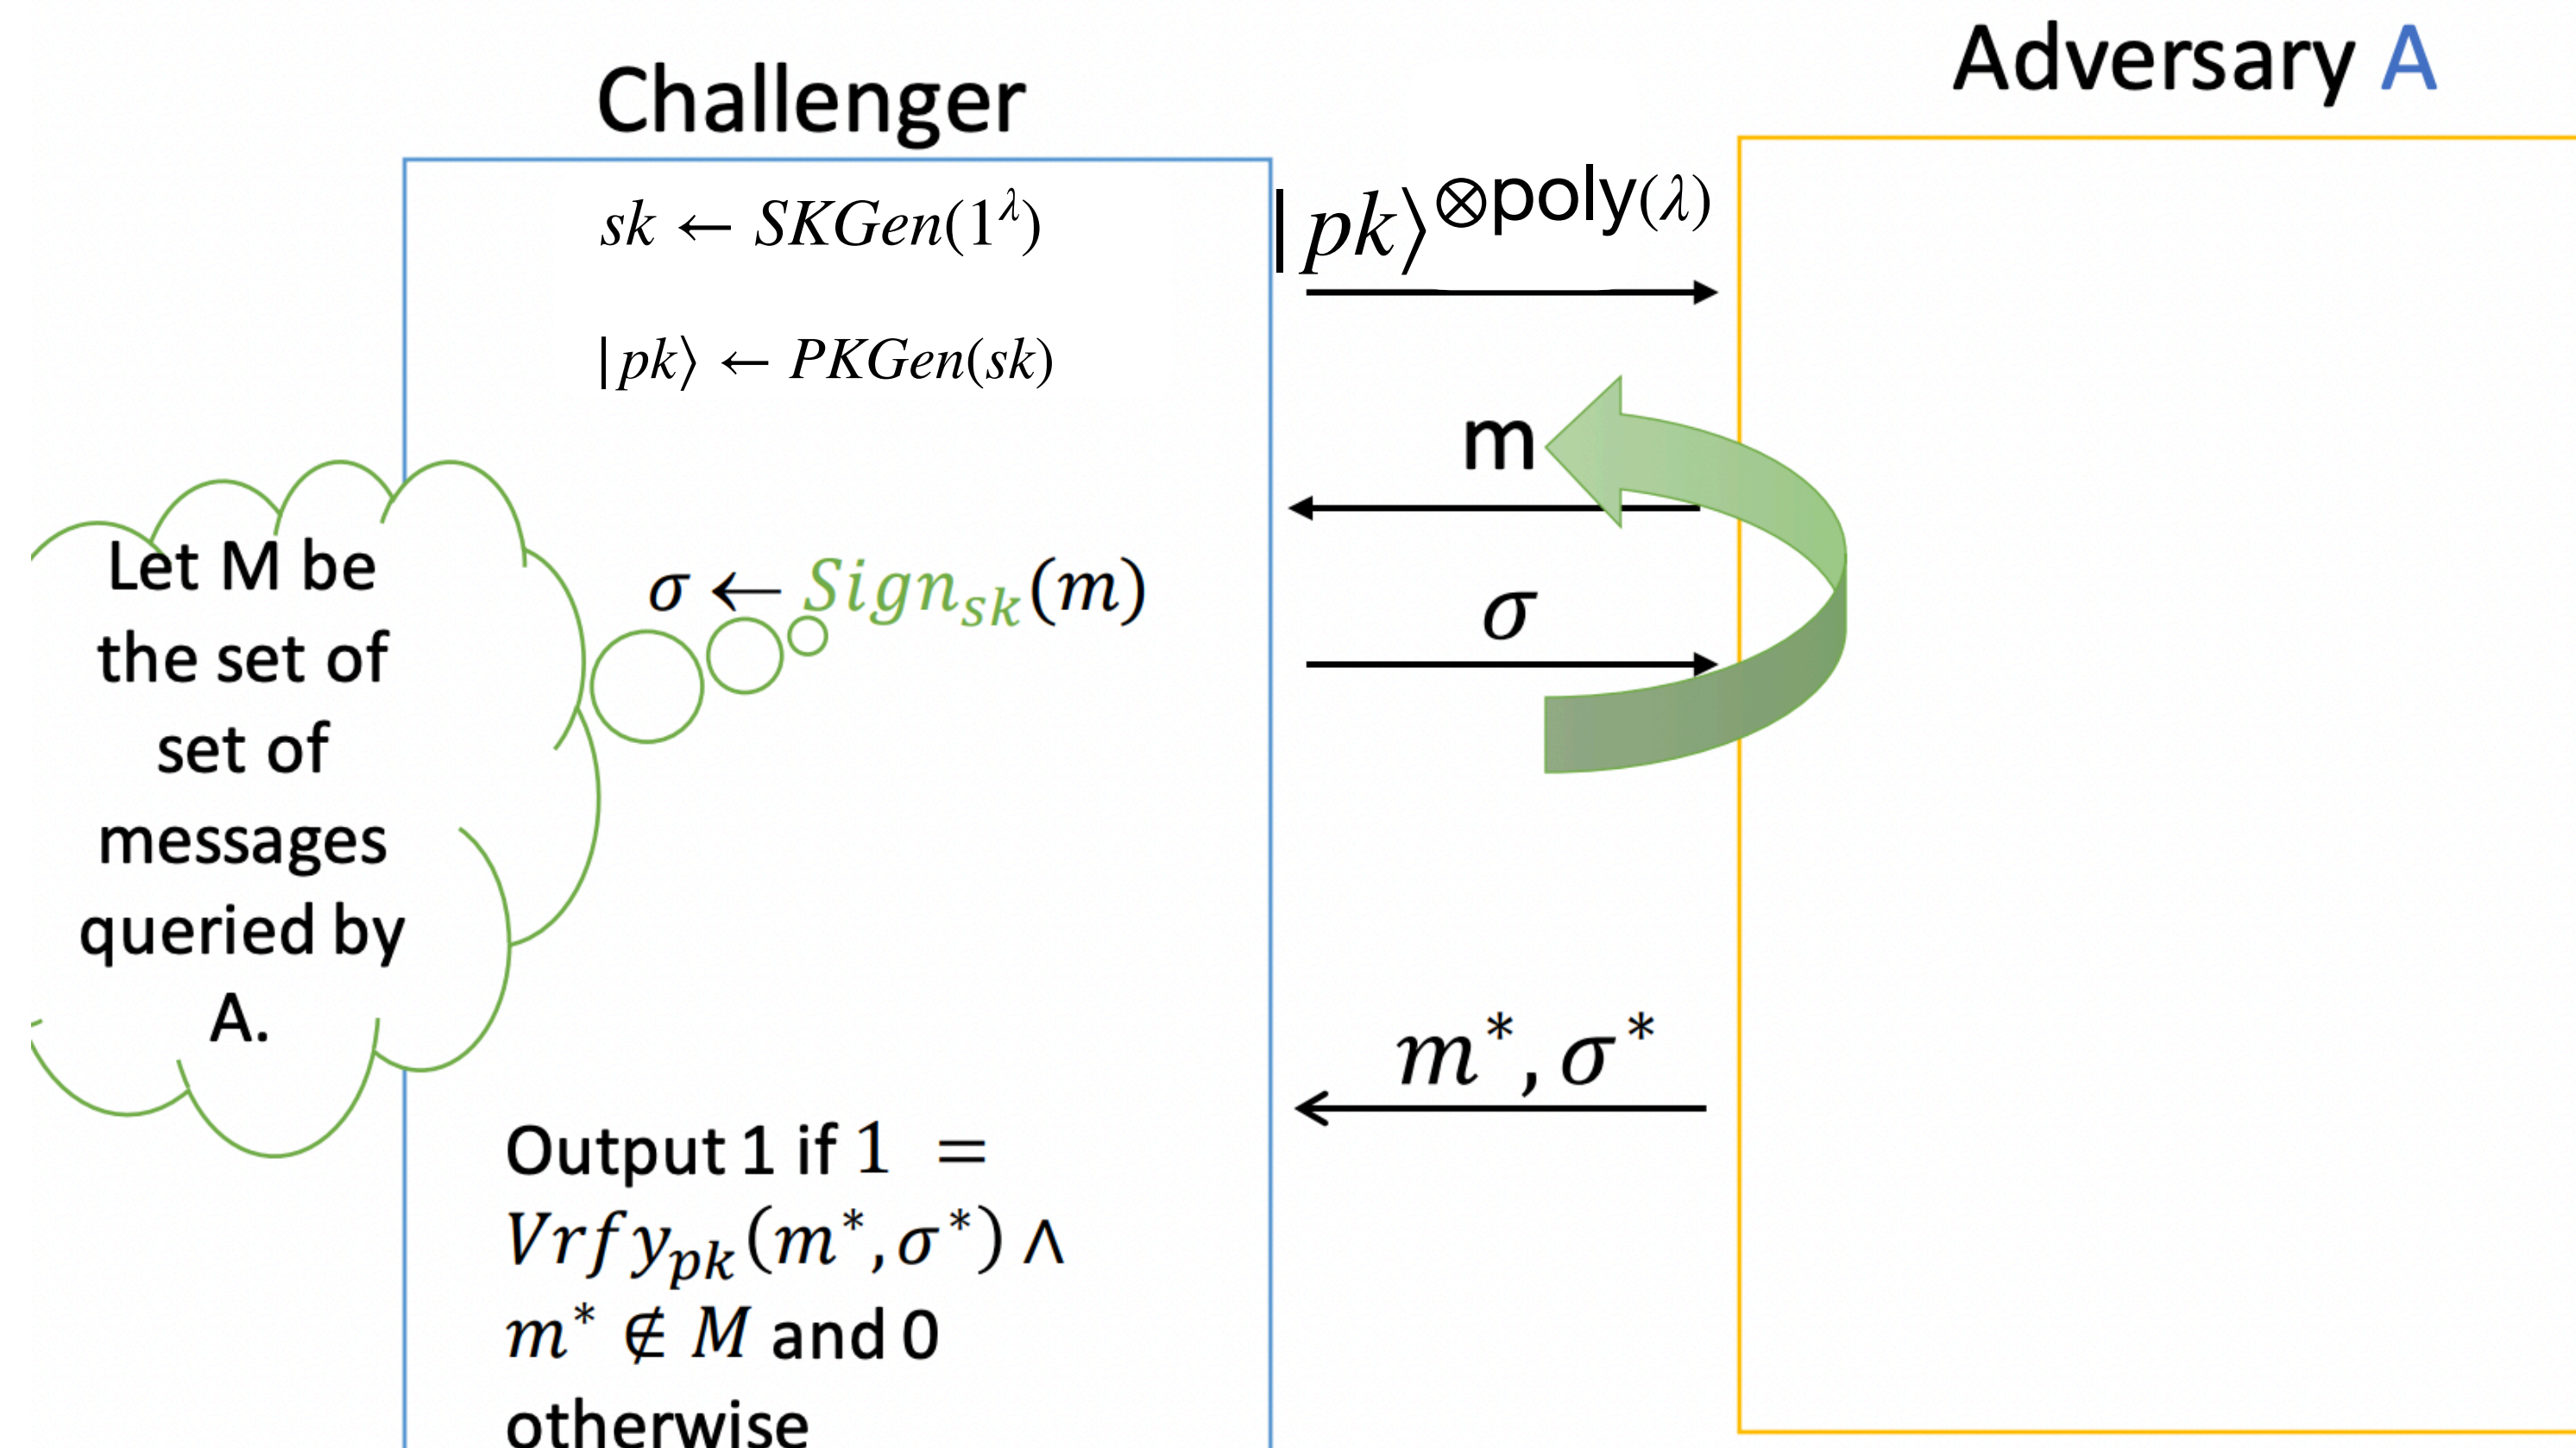 Challenger
Adversary A
sk ← SKGen(1^λ)
|pk⟩ ← PKGen(sk)
|pk⟩^⊗poly(λ)
m
σ ← Sign_sk(m)
σ
Let M be
the set of
set of
messages
queried by
A.
m*, σ*
Output 1 if 1 =
Vrfy_pk(m*, σ*) ∧
m* ∉ M and 0
otherwise